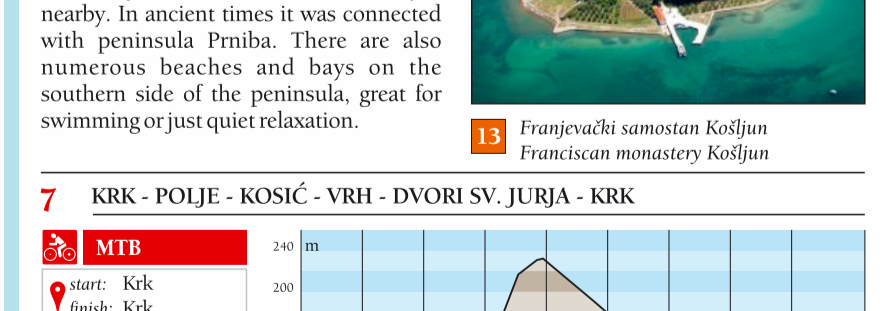 nearby. In ancient times it was connected
with peninsula Prniba. There are also
numerous beaches and bays on the
southern side of the peninsula, great for
swimming or just quiet relaxation.
13 Franjevački samostan Košljun
Franciscan monastery Košljun
7 KRK - POLJE - KOSIĆ - VRH - DVORI SV. JURJA - KRK
MTB
240 m
200
start: Krk
finish: Krk